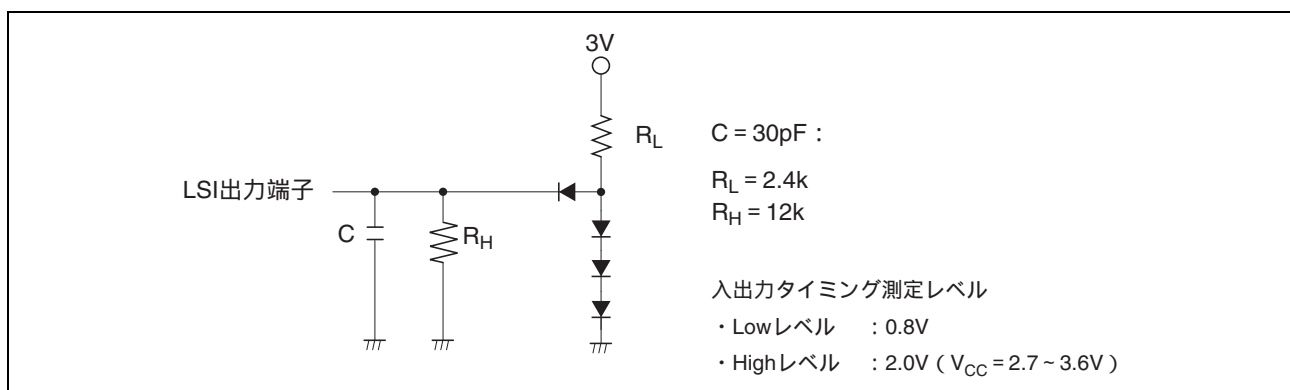 3V
R_L
C = 30pF：
LSI出力端子
R_L = 2.4k
R_H = 12k
C
R_H
入出力タイミング測定レベル
・Lowレベル　：0.8V
・Highレベル　：2.0V（V_CC = 2.7 ~ 3.6V）